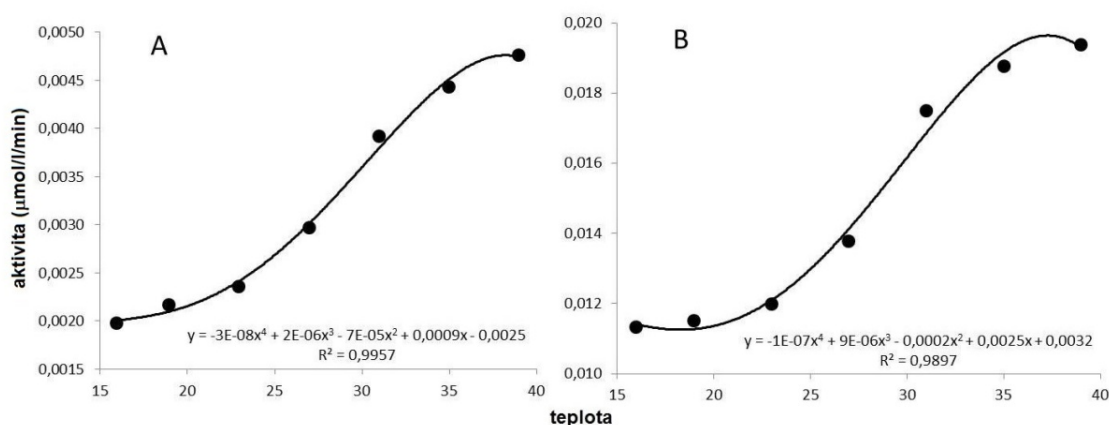 A
aktivita (µmol/l/min)
0,0050
0,0045
0,0040
0,0035
0,0030
0,0025
0,0020
0,0015
y = -3E-08x⁴ + 2E-06x³ - 7E-05x² + 0,0009x - 0,0025
R² = 0,9957
15 20 25 30 35 40
B
0,020
0,018
0,016
0,014
0,012
0,010
y = -1E-07x⁴ + 9E-06x³ - 0,0002x² + 0,0025x + 0,0032
R² = 0,9897
15 20 25 30 35 40
teplota